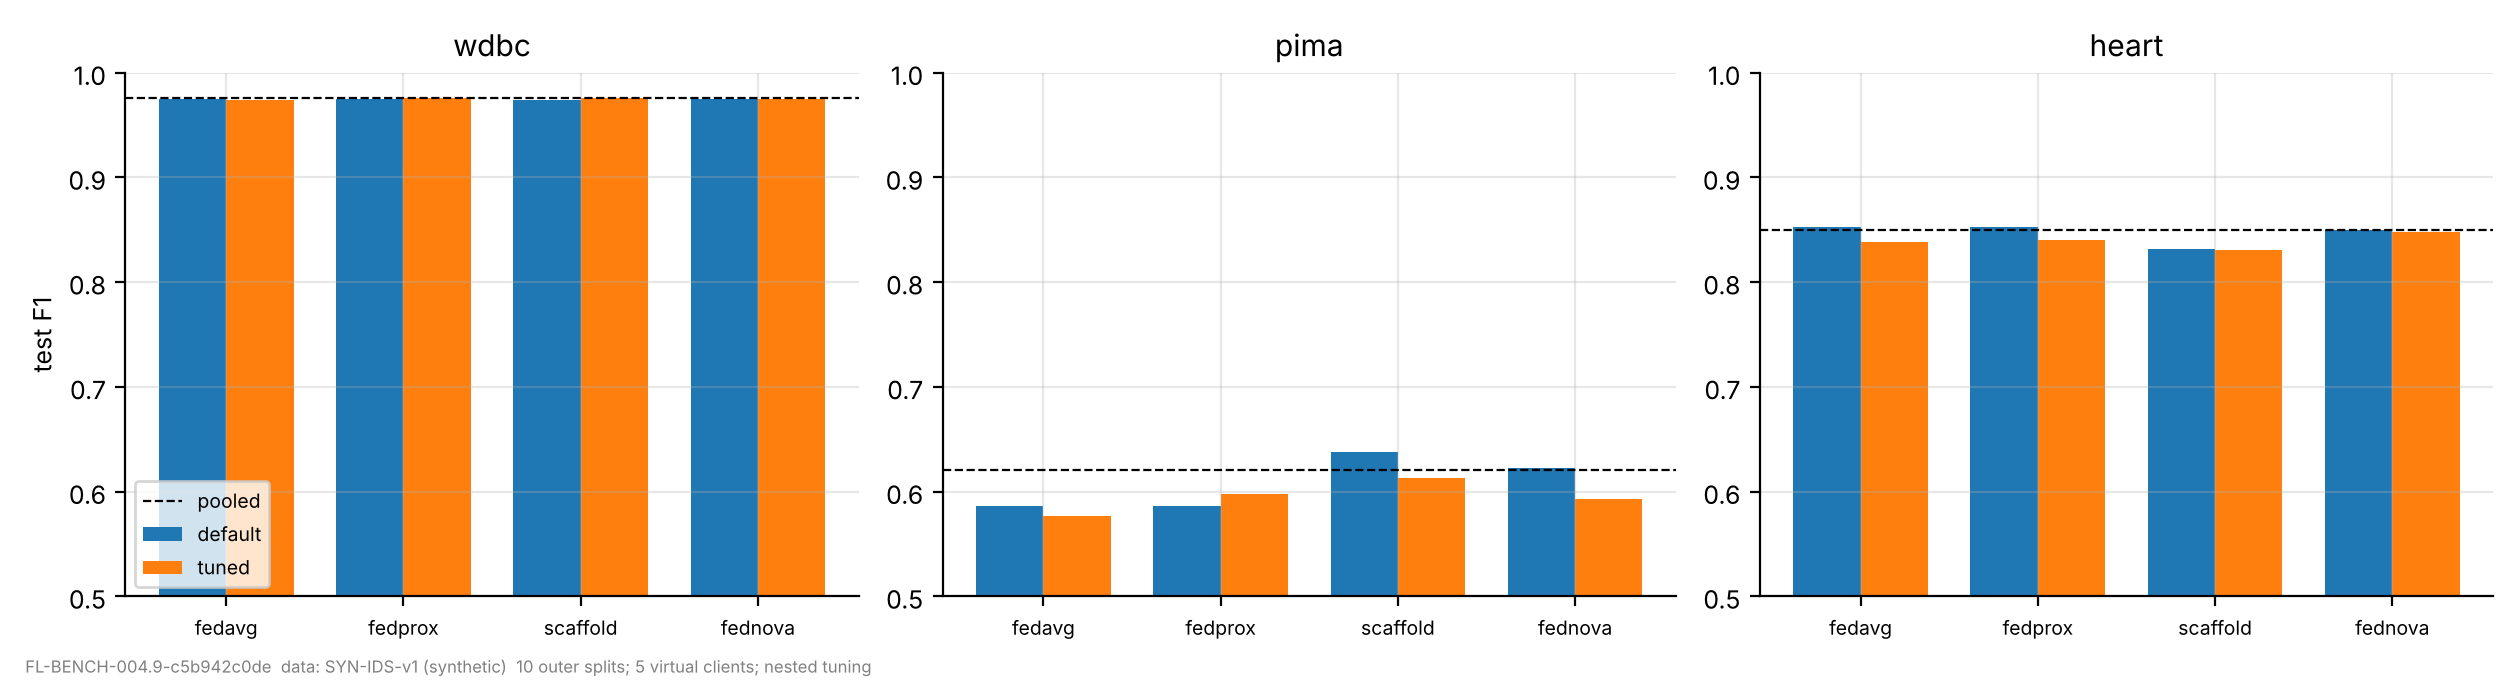 wdbc
1.0
0.9
0.8
0.7
0.6
0.5
test F1
pooled
default
tuned
fedavg fedprox scaffold fednova
pima
1.0
0.9
0.8
0.7
0.6
0.5
fedavg fedprox scaffold fednova
heart
1.0
0.9
0.8
0.7
0.6
0.5
fedavg fedprox scaffold fednova
FL-BENCH-004.9-c5b942c0de data: SYN-IDS-v1 (synthetic) 10 outer splits; 5 virtual clients; nested tuning